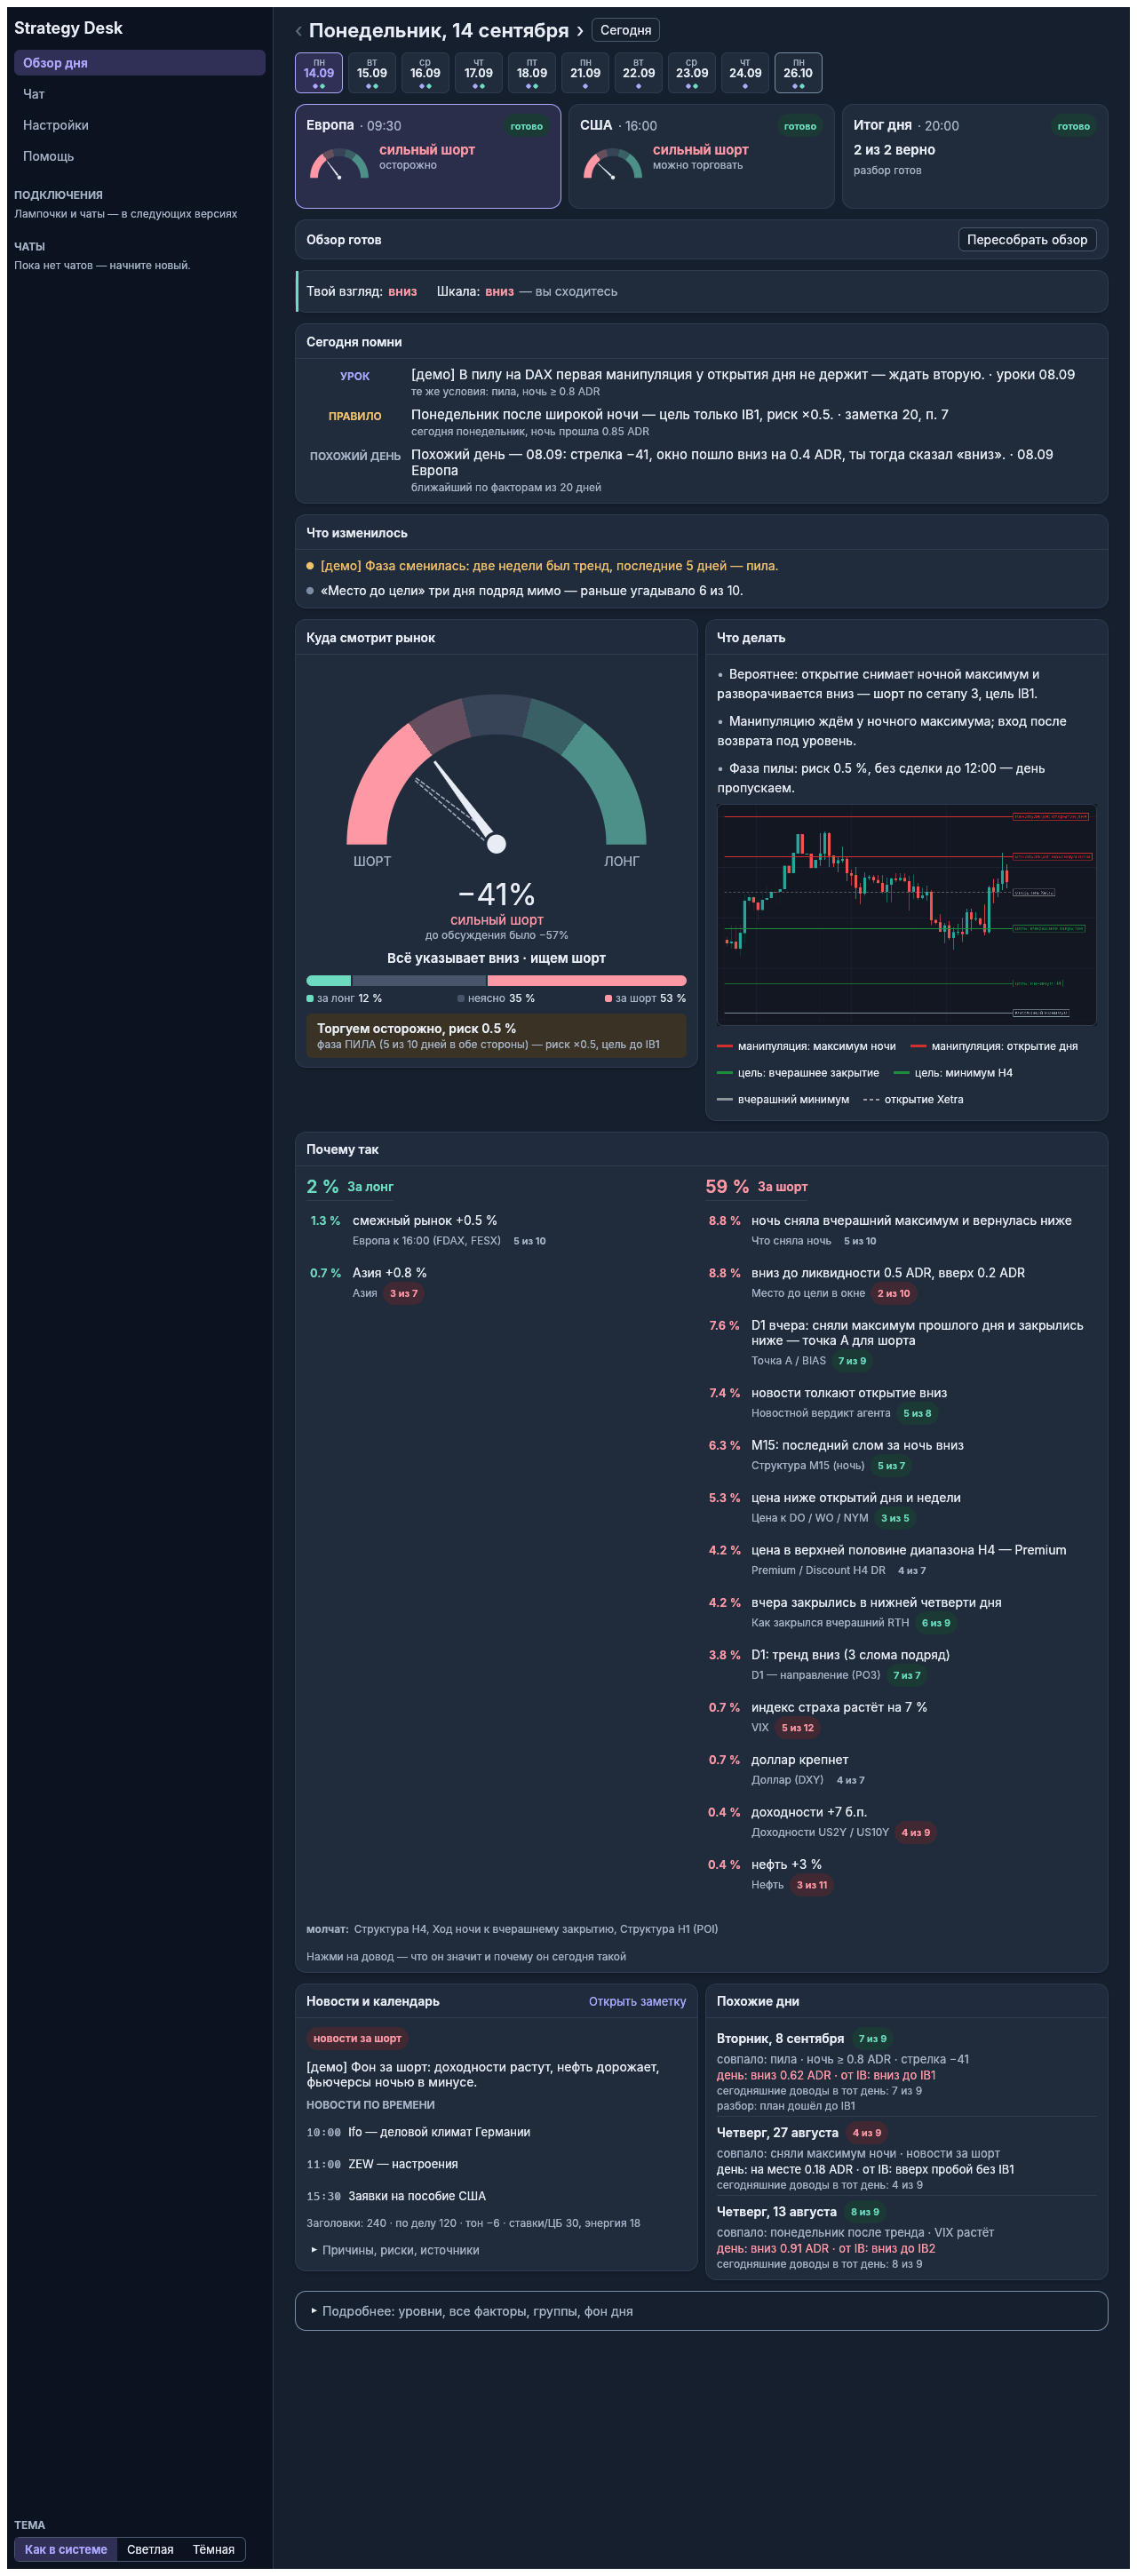 Strategy Desk
Обзор дня
Чат
Настройки
Помощь
ПОДКЛЮЧЕНИЯ
Лампочки и чаты — в следующих версиях
ЧАТЫ
Пока нет чатов — начните новый.
‹ Понедельник, 14 сентября › Сегодня
пн 14.09
вт 15.09
ср 16.09
чт 17.09
пт 18.09
пн 21.09
вт 22.09
ср 23.09
чт 24.09
пн 26.10
Европа · 09:30 готово
сильный шорт
осторожно
США · 16:00 готово
сильный шорт
можно торговать
Итог дня · 20:00 готово
2 из 2 верно
разбор готов
Обзор готов
Пересобрать обзор
Твой взгляд: вниз Шкала: вниз — вы сходитесь
Сегодня помни
УРОК [демо] В пилу на DAX первая манипуляция у открытия дня не держит — ждать вторую. · уроки 08.09
те же условия: пила, ночь ≥ 0.8 ADR
ПРАВИЛО Понедельник после широкой ночи — цель только IB1, риск ×0.5. · заметка 20, п. 7
сегодня понедельник, ночь прошла 0.85 ADR
ПОХОЖИЙ ДЕНЬ Похожий день — 08.09: стрелка −41, окно пошло вниз на 0.4 ADR, ты тогда сказал «вниз». · 08.09
Европа
ближайший по факторам из 20 дней
Что изменилось
[демо] Фаза сменилась: две недели был тренд, последние 5 дней — пила.
«Место до цели» три дня подряд мимо — раньше угадывало 6 из 10.
Куда смотрит рынок
ШОРТ ЛОНГ
−41%
сильный шорт
до обсуждения было −57%
Всё указывает вниз · ищем шорт
за лонг 12 % неясно 35 % за шорт 53 %
Торгуем осторожно, риск 0.5 %
фаза ПИЛА (5 из 10 дней в обе стороны) — риск ×0.5, цель до IB1
Что делать
• Вероятнее: открытие снимает ночной максимум и
разворачивается вниз — шорт по сетапу 3, цель IB1.
• Манипуляцию ждём у ночного максимума; вход после
возврата под уровень.
• Фаза пилы: риск 0.5 %, без сделки до 12:00 — день
пропускаем.
манипуляция: максимум ночи манипуляция: открытие дня
цель: вчерашнее закрытие цель: минимум H4
вчерашний минимум открытие Xetra
Почему так
2 % За лонг
1.3 % смежный рынок +0.5 %
Европа к 16:00 (FDAX, FESX) 5 из 10
0.7 % Азия +0.8 %
Азия 3 из 7
59 % За шорт
8.8 % ночь сняла вчерашний максимум и вернулась ниже
Что сняла ночь 5 из 10
8.8 % вниз до ликвидности 0.5 ADR, вверх 0.2 ADR
Место до цели в окне 2 из 10
7.6 % D1 вчера: сняли максимум прошлого дня и закрылись
ниже — точка А для шорта
Точка А / BIAS 7 из 9
7.4 % новости толкают открытие вниз
Новостной вердикт агента 5 из 8
6.3 % M15: последний слом за ночь вниз
Структура M15 (ночь) 5 из 7
5.3 % цена ниже открытий дня и недели
Цена к DO / WO / NYM 3 из 5
4.2 % цена в верхней половине диапазона H4 — Premium
Premium / Discount H4 DR 4 из 7
4.2 % вчера закрылись в нижней четверти дня
Как закрылся вчерашний RTH 6 из 9
3.8 % D1: тренд вниз (3 слома подряд)
D1 — направление (PO3) 7 из 7
0.7 % индекс страха растёт на 7 %
VIX 5 из 12
0.7 % доллар крепнет
Доллар (DXY) 4 из 7
0.4 % доходности +7 б.п.
Доходности US2Y / US10Y 4 из 9
0.4 % нефть +3 %
Нефть 3 из 11
молчат: Структура H4, Ход ночи к вчерашнему закрытию, Структура H1 (POI)
Нажми на довод — что он значит и почему он сегодня такой
Новости и календарь Открыть заметку
новости за шорт
[демо] Фон за шорт: доходности растут, нефть дорожает,
фьючерсы ночью в минусе.
НОВОСТИ ПО ВРЕМЕНИ
10:00 Ifo — деловой климат Германии
11:00 ZEW — настроения
15:30 Заявки на пособие США
Заголовки: 240 · по делу 120 · тон −6 · ставки/ЦБ 30, энергия 18
▸ Причины, риски, источники
Похожие дни
Вторник, 8 сентября 7 из 9
совпало: пила · ночь ≥ 0.8 ADR · стрелка −41
день: вниз 0.62 ADR · от IB: вниз до IB1
сегодняшние доводы в тот день: 7 из 9
разбор: план дошёл до IB1
Четверг, 27 августа 4 из 9
совпало: сняли максимум ночи · новости за шорт
день: на месте 0.18 ADR · от IB: вверх пробой без IB1
сегодняшние доводы в тот день: 4 из 9
Четверг, 13 августа 8 из 9
совпало: понедельник после тренда · VIX растёт
день: вниз 0.91 ADR · от IB: вниз до IB2
сегодняшние доводы в тот день: 8 из 9
▸ Подробнее: уровни, все факторы, группы, фон дня
ТЕМА
Как в системе Светлая Тёмная